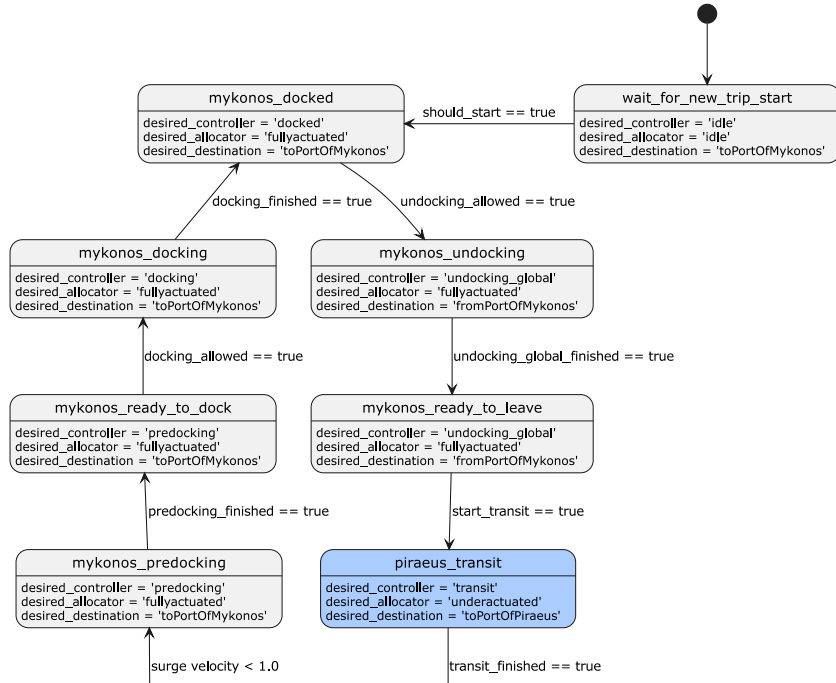 mykonos_docked
desired_controller = 'docked'
desired_allocator = 'fullyactuated'
desired_destination = 'toPortOfMykonos'
should_start == true
wait_for_new_trip_start
desired_controller = 'idle'
desired_allocator = 'idle'
desired_destination = 'toPortOfMykonos'
docking_finished == true
undocking_allowed == true
mykonos_docking
desired_controller = 'docking'
desired_allocator = 'fullyactuated'
desired_destination = 'toPortOfMykonos'
mykonos_undocking
desired_controller = 'undocking_global'
desired_allocator = 'fullyactuated'
desired_destination = 'fromPortOfMykonos'
docking_allowed == true
undocking_global_finished == true
mykonos_ready_to_dock
desired_controller = 'predocking'
desired_allocator = 'fullyactuated'
desired_destination = 'toPortOfMykonos'
mykonos_ready_to_leave
desired_controller = 'undocking_global'
desired_allocator = 'fullyactuated'
desired_destination = 'fromPortOfMykonos'
predocking_finished == true
start_transit == true
mykonos_predocking
desired_controller = 'predocking'
desired_allocator = 'fullyactuated'
desired_destination = 'toPortOfMykonos'
piraeus_transit
desired_controller = 'transit'
desired_allocator = 'underactuated'
desired_destination = 'toPortOfPiraeus'
surge velocity < 1.0
transit_finished == true